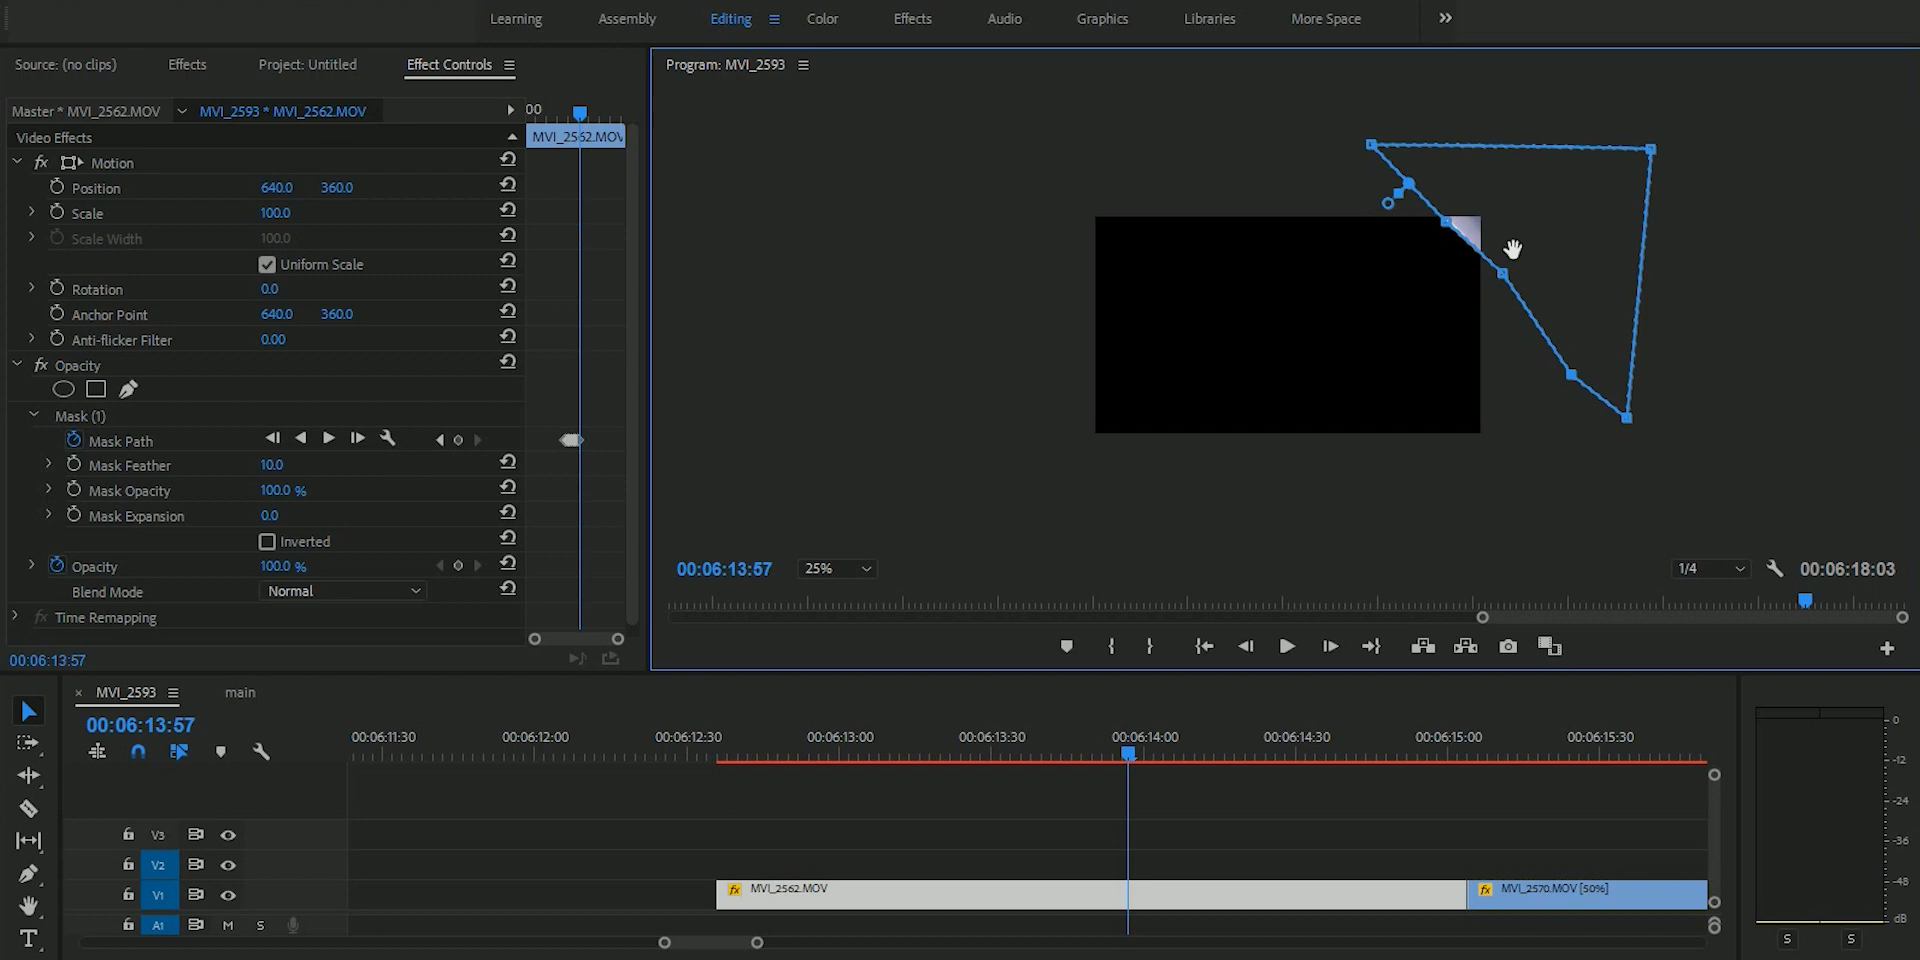 Learning Assembly Editing Color Effects Audio Graphics Libraries More Space
Source: (no clips) Effects Project: Untitled Effect Controls
Program: MVI_2593
Master * MVI_2562.MOV MVI_2593 * MVI_2562.MOV
00
Video Effects
MVI_2562.MOV
fx Motion
Position 640.0 360.0
Scale 100.0
Scale Width 100.0
Uniform Scale
Rotation 0.0
Anchor Point 640.0 360.0
Anti-flicker Filter 0.00
fx Opacity
Mask (1)
Mask Path
Mask Feather 10.0
Mask Opacity 100.0 %
Mask Expansion 0.0
Inverted
Opacity 100.0 %
Blend Mode Normal
fx Time Remapping
00:06:13:57
00:06:13:57 25% 1/4 00:06:18:03
MVI_2593 main
00:06:13:57
00:06:11:30 00:06:12:00 00:06:12:30 00:06:13:00 00:06:13:30 00:06:14:00 00:06:14:30 00:06:15:00 00:06:15:30
V3
V2
V1 fx MVI_2562.MOV fx MVI_2570.MOV [50%]
A1 M S
0
-12
-24
-36
-48
dB
S S